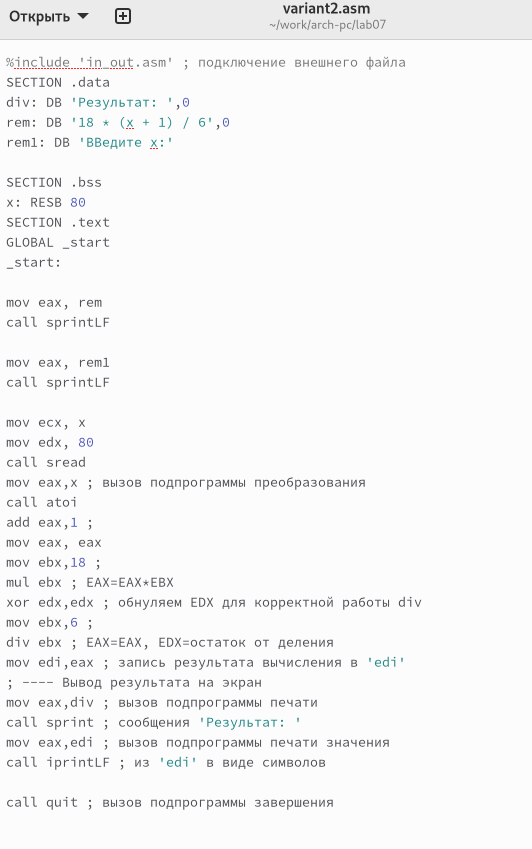 Открыть
variant2.asm
~/work/arch-pc/lab07
%include 'in_out.asm' ; подключение внешнего файла
SECTION .data
div: DB 'Результат: ',0
rem: DB '18 * (x + 1) / 6',0
rem1: DB 'ВВедите x:'
SECTION .bss
x: RESB 80
SECTION .text
GLOBAL _start
_start:
mov eax, rem
call sprintLF
mov eax, rem1
call sprintLF
mov ecx, x
mov edx, 80
call sread
mov eax,x ; вызов подпрограммы преобразования
call atoi
add eax,1 ;
mov eax, eax
mov ebx,18 ;
mul ebx ; EAX=EAX*EBX
xor edx,edx ; обнуляем EDX для корректной работы div
mov ebx,6 ;
div ebx ; EAX=EAX, EDX=остаток от деления
mov edi,eax ; запись результата вычисления в 'edi'
; ---- Вывод результата на экран
mov eax,div ; вызов подпрограммы печати
call sprint ; сообщения 'Результат: '
mov eax,edi ; вызов подпрограммы печати значения
call iprintLF ; из 'edi' в виде символов
call quit ; вызов подпрограммы завершения